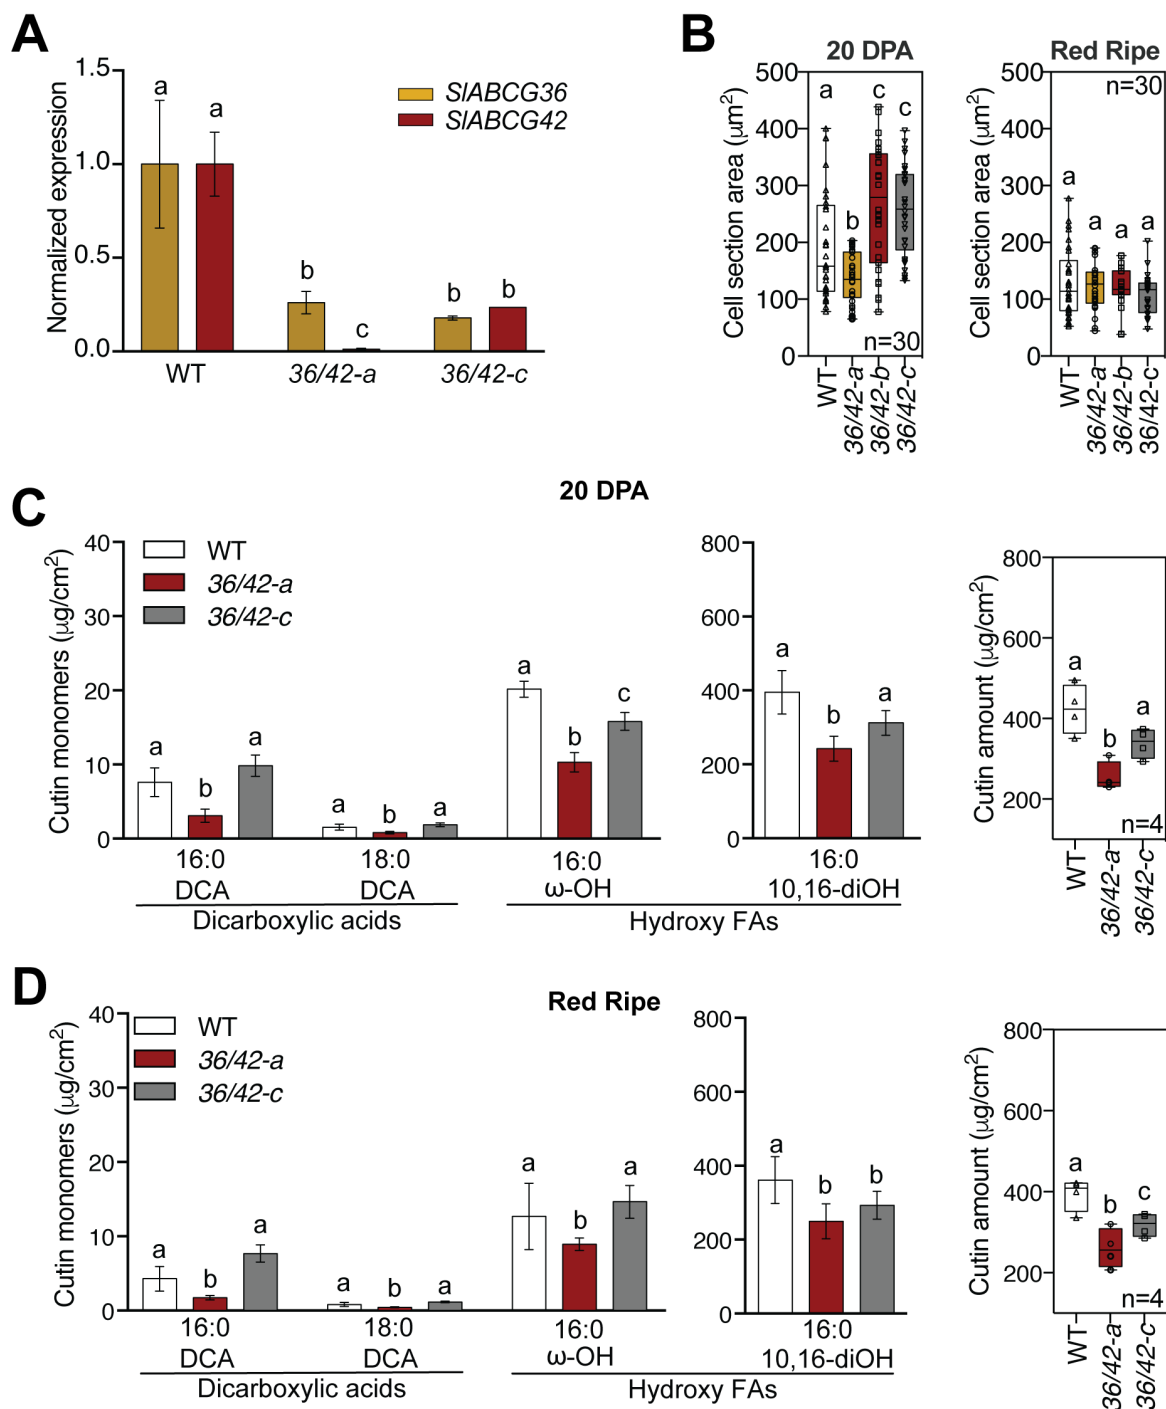 A
Normalized expression
1.5
1.0
0.5
0.0
a
a
b
c
b
b
SlABCG36
SlABCG42
WT
36/42-a
36/42-c
B
20 DPA
Cell section area (μm2)
500
400
300
200
100
0
a
b
c
c
n=30
WT
36/42-a
36/42-b
36/42-c
Red Ripe
Cell section area (μm2)
500
400
300
200
100
0
n=30
a
a
a
a
WT
36/42-a
36/42-b
36/42-c
C
20 DPA
Cutin monomers (μg/cm2)
40
30
20
10
0
WT
36/42-a
36/42-c
a
b
a
a
b
a
a
b
c
16:0
DCA
18:0
DCA
16:0
ω-OH
Dicarboxylic acids
800
600
400
200
0
a
b
a
16:0
10,16-diOH
Hydroxy FAs
Cutin amount (μg/cm2)
800
600
400
200
a
b
a
n=4
WT
36/42-a
36/42-c
D
Red Ripe
Cutin monomers (μg/cm2)
40
30
20
10
0
WT
36/42-a
36/42-c
a
b
a
a
b
a
a
b
a
16:0
DCA
18:0
DCA
16:0
ω-OH
Dicarboxylic acids
800
600
400
200
0
a
b
b
16:0
10,16-diOH
Hydroxy FAs
Cutin amount (μg/cm2)
800
600
400
200
a
b
c
n=4
WT
36/42-a
36/42-c